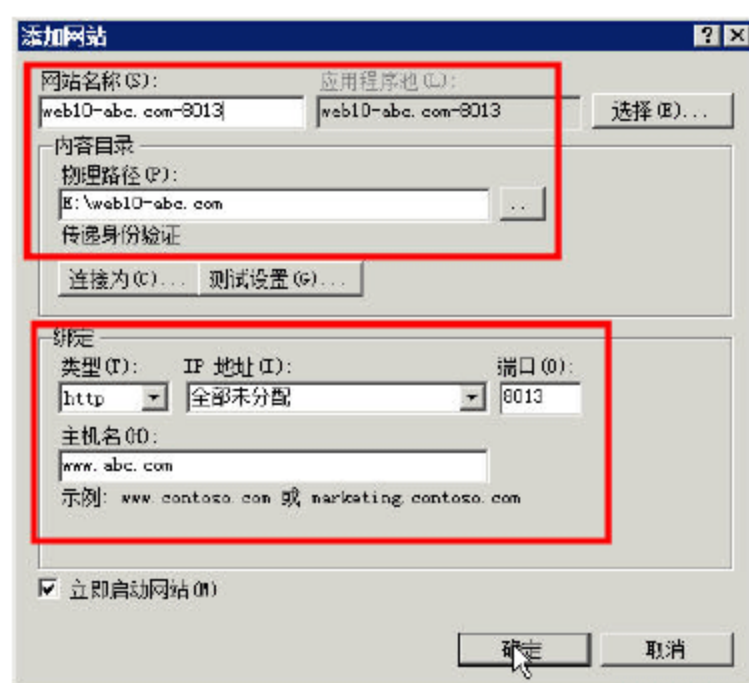 添加网站
网站名称(S): 应用程序池(L):
web10-abc.com-8013 web10-abc.com-8013 选择(E)...
内容目录
物理路径(P):
E:\web10-abc.com ..
传递身份验证
连接为(C)... 测试设置(G)...
绑定
类型(T): IP 地址(I): 端口(O):
http 全部未分配 8013
主机名(H):
www.abc.com
示例: www.contoso.com 或 marketing.contoso.com
立即启动网站(M)
确定 取消